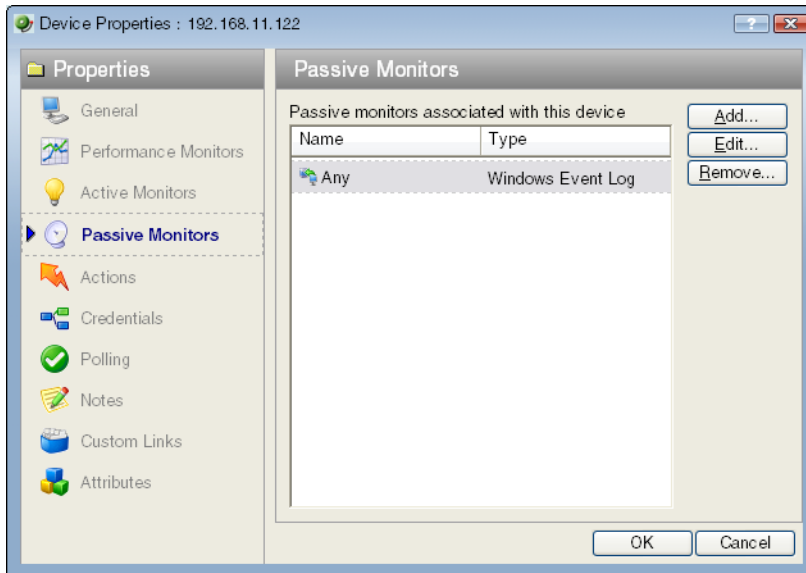 Device Properties : 192.168.11.122
?
Properties
General
Performance Monitors
Active Monitors
Passive Monitors
Actions
Credentials
Polling
Notes
Custom Links
Attributes
Passive Monitors
Passive monitors associated with this device
Name Type
Any Windows Event Log
Add...
Edit...
Remove...
OK Cancel